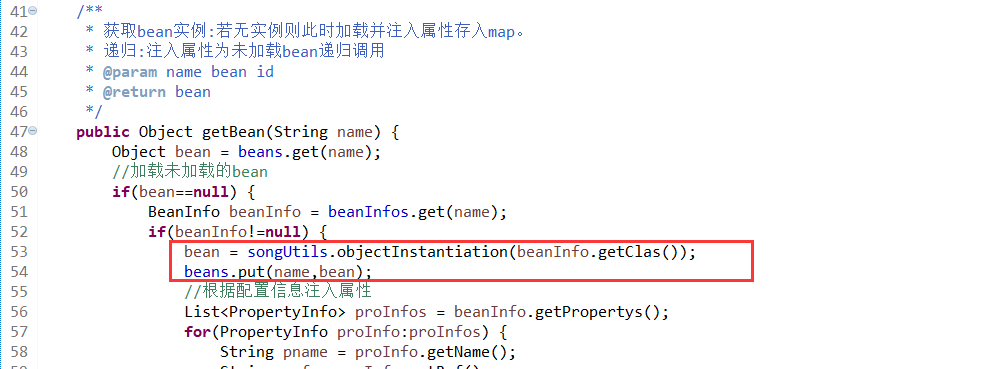 41 /**
42 * 获取bean实例:若无实例则此时加载并注入属性存入map。
43 * 递归:注入属性为未加载bean递归调用
44 * @param name bean id
45 * @return bean
46 */
47 public Object getBean(String name) {
48 Object bean = beans.get(name);
49 //加载未加载的bean
50 if(bean==null) {
51 BeanInfo beanInfo = beanInfos.get(name);
52 if(beanInfo!=null) {
53 bean = songUtils.objectInstantiation(beanInfo.getClas());
54 beans.put(name,bean);
55 //根据配置信息注入属性
56 List<PropertyInfo> proInfos = beanInfo.getPropertys();
57 for(PropertyInfo proInfo:proInfos) {
58 String pname = proInfo.getName();